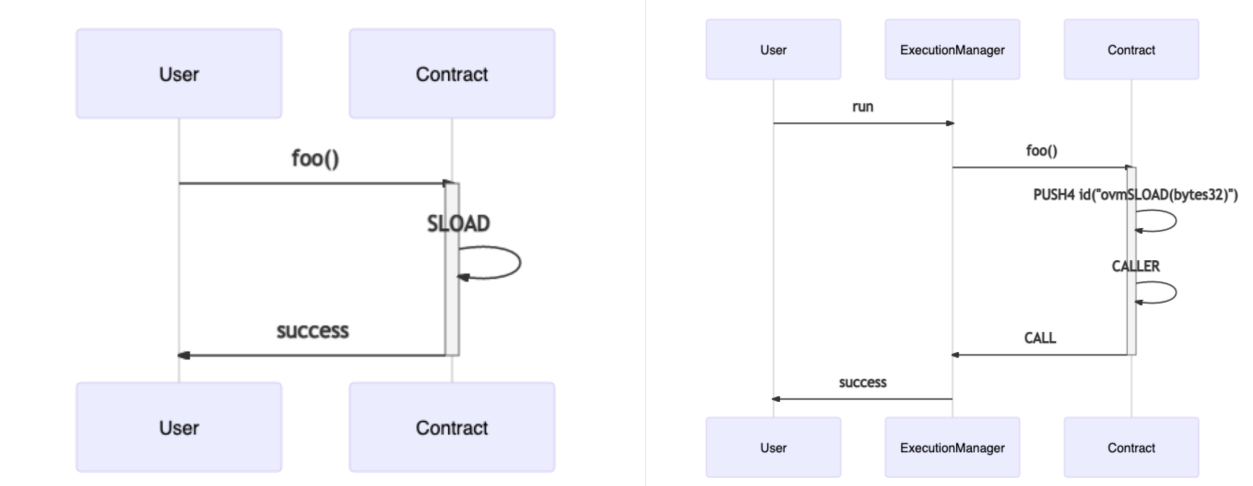 User
Contract
foo()
SLOAD
success
User
Contract
User
ExecutionManager
Contract
run
foo()
PUSH4 id("ovmSLOAD(bytes32)")
CALLER
CALL
success
User
ExecutionManager
Contract